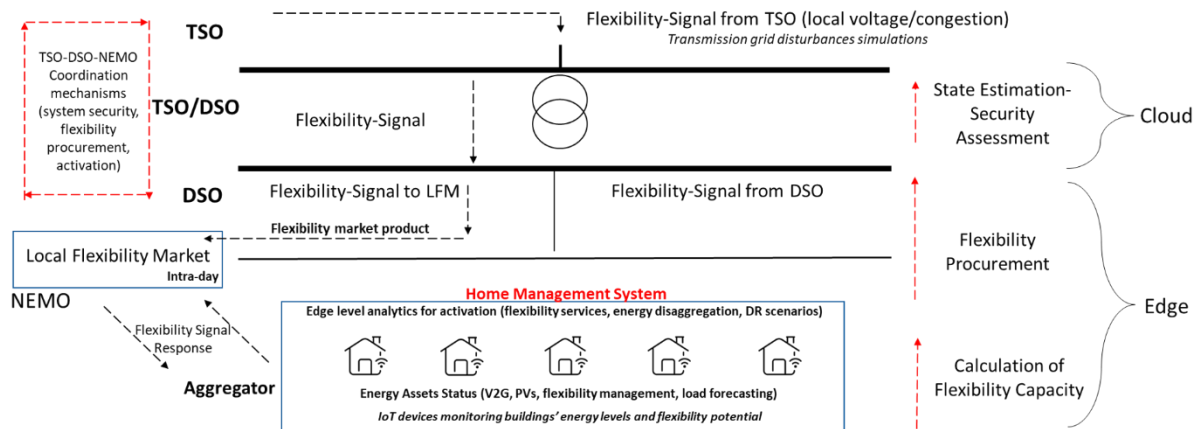 TSO
Flexibility-Signal from TSO (local voltage/congestion)
Transmission grid disturbances simulations
TSO-DSO-NEMO
Coordination
mechanisms
(system security,
flexibility
procurement,
activation)
TSO/DSO
Flexibility-Signal
State Estimation-
Security
Assessment
Cloud
DSO
Flexibility-Signal to LFM
Flexibility-Signal from DSO
Flexibility market product
Local Flexibility Market
Intra-day
NEMO
Flexibility Signal
Response
Aggregator
Flexibility
Procurement
Edge
Home Management System
Edge level analytics for activation (flexibility services, energy disaggregation, DR scenarios)
Energy Assets Status (V2G, PVs, flexibility management, load forecasting)
IoT devices monitoring buildings' energy levels and flexibility potential
Calculation of
Flexibility Capacity